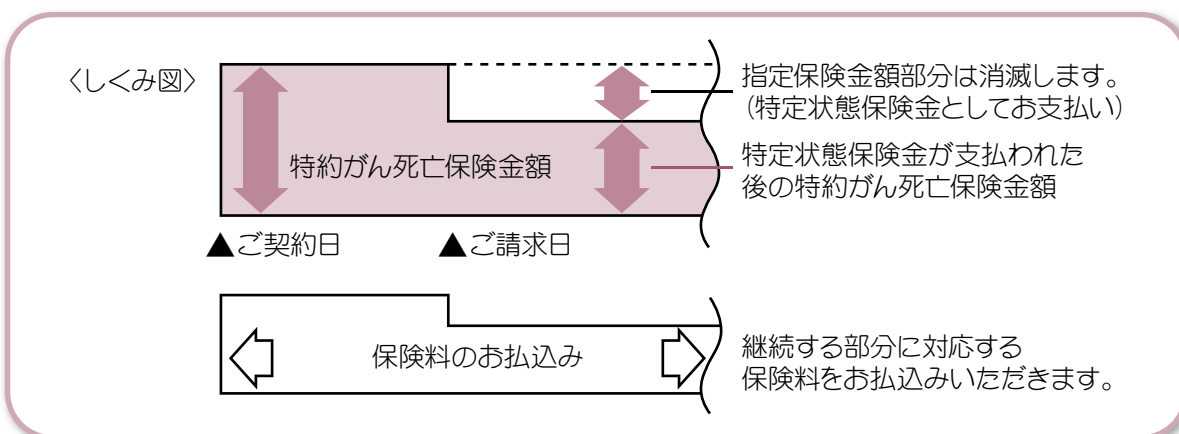 〈しくみ図〉
指定保険金額部分は消滅します。
(特定状態保険金としてお支払い)
特約がん死亡保険金額
特定状態保険金が支払われた
後の特約がん死亡保険金額
▲ご契約日
▲ご請求日
保険料のお払込み
継続する部分に対応する
保険料をお払込みいただきます。